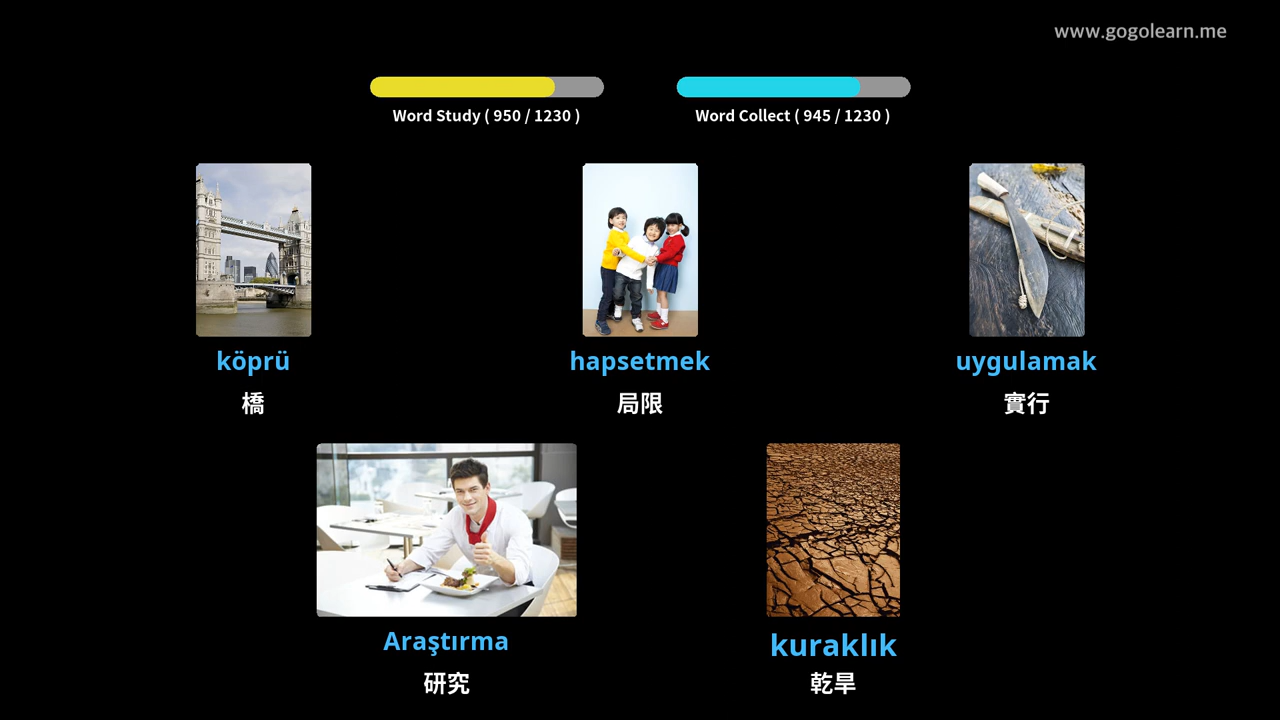 www.gogolearn.me
Word Study ( 950 / 1230 )
Word Collect ( 945 / 1230 )
köprü
橋
hapsetmek
局限
uygulamak
實行
Araştırma
研究
kuraklık
乾旱